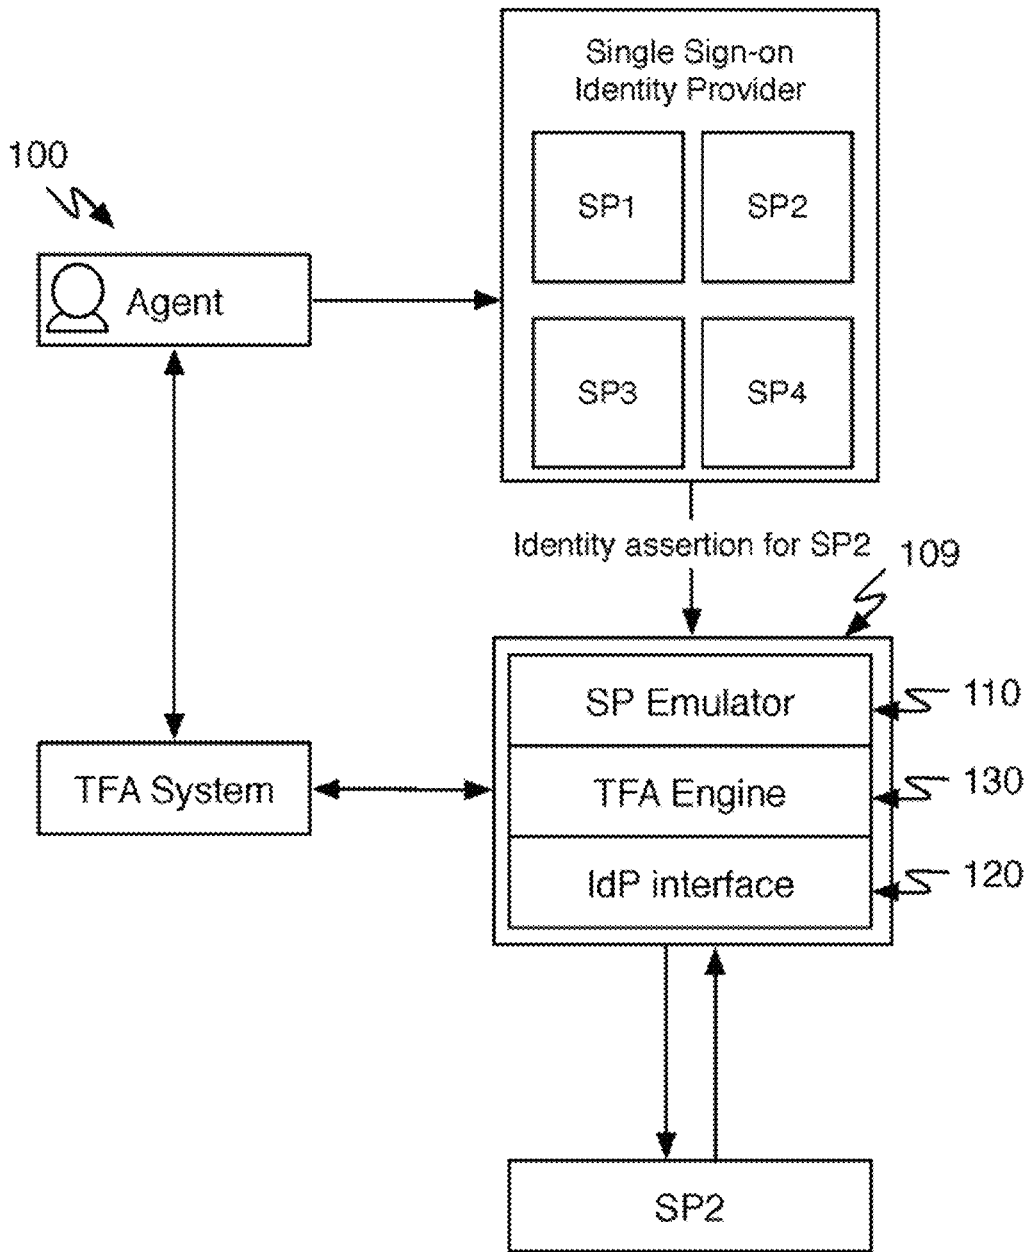 Single Sign-on
Identity Provider
100
SP1
SP2
Agent
SP3
SP4
Identity assertion for SP2
109
SP Emulator
110
TFA System
TFA Engine
130
IdP interface
120
SP2